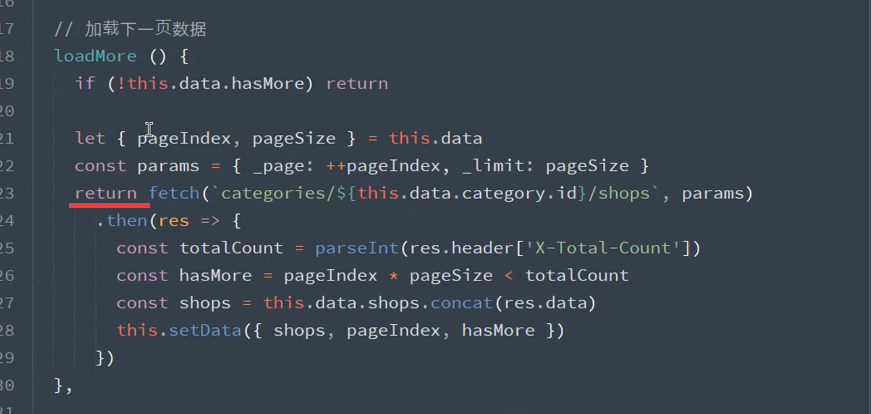 17 // 加载下一页数据
18 loadMore () {
19 if (!this.data.hasMore) return
20
21 let { pageIndex, pageSize } = this.data
22 const params = { _page: ++pageIndex, _limit: pageSize }
23 return fetch(`categories/${this.data.category.id}/shops`, params)
24 .then(res => {
25 const totalCount = parseInt(res.header['X-Total-Count'])
26 const hasMore = pageIndex * pageSize < totalCount
27 const shops = this.data.shops.concat(res.data)
28 this.setData({ shops, pageIndex, hasMore })
29 })
30 },